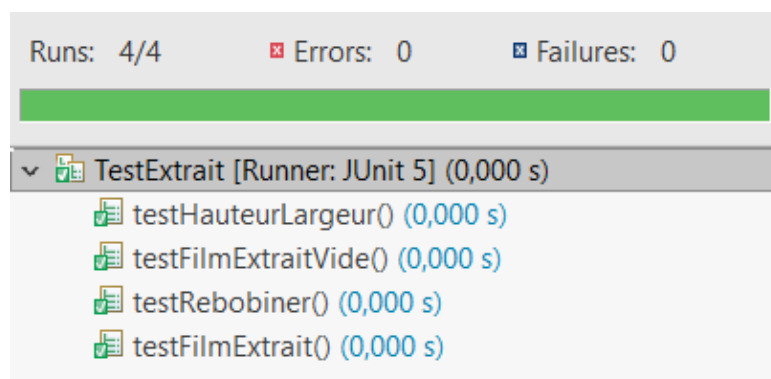 Runs: 4/4 Errors: 0 Failures: 0
TestExtrait [Runner: JUnit 5] (0,000 s)
testHauteurLargeur() (0,000 s)
testFilmExtraitVide() (0,000 s)
testRebobiner() (0,000 s)
testFilmExtrait() (0,000 s)